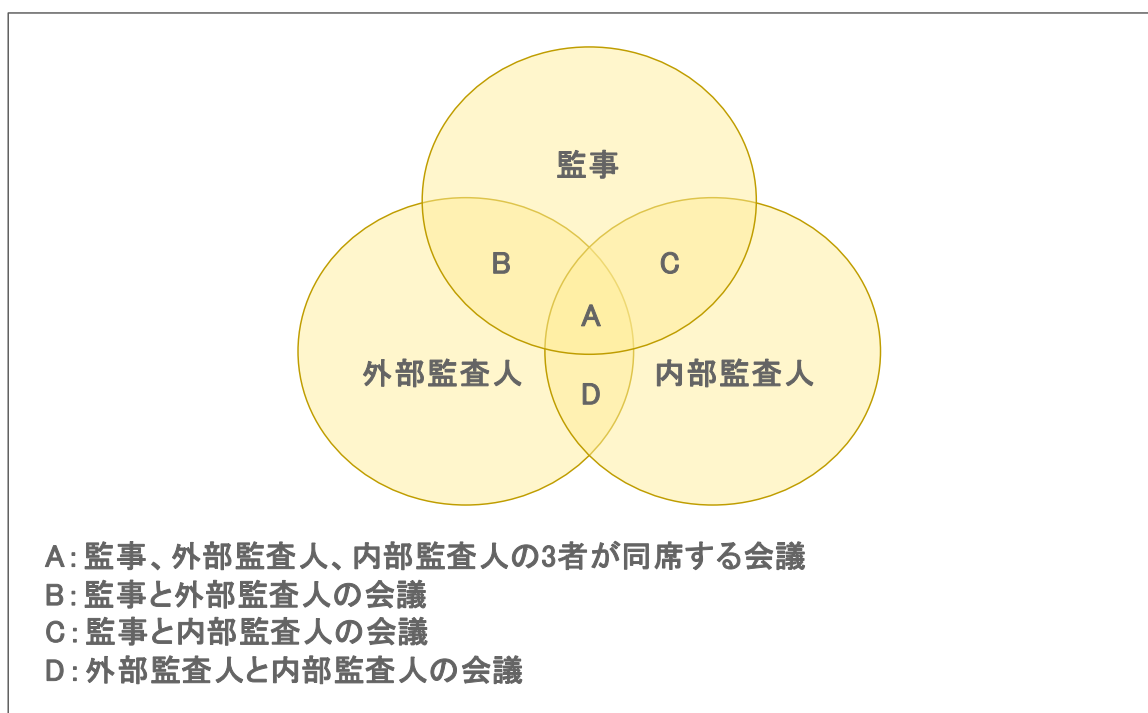 監事
B
C
A
外部監査人
内部監査人
D
A:監事、外部監査人、内部監査人の3者が同席する会議
B:監事と外部監査人の会議
C:監事と内部監査人の会議
D:外部監査人と内部監査人の会議